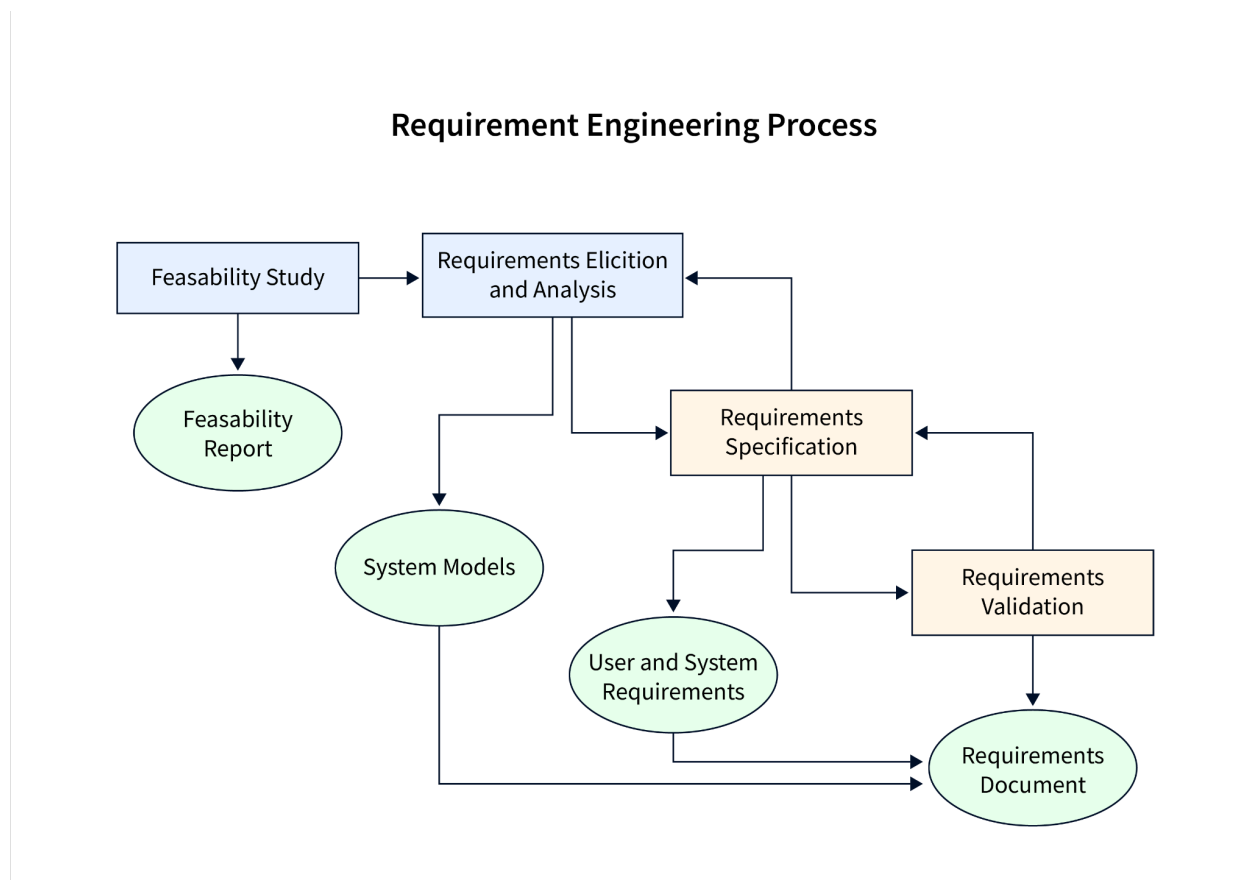 Requirement Engineering Process
Feasability Study
Requirements Elicition
and Analysis
Feasability
Report
Requirements
Specification
System Models
Requirements
Validation
User and System
Requirements
Requirements
Document